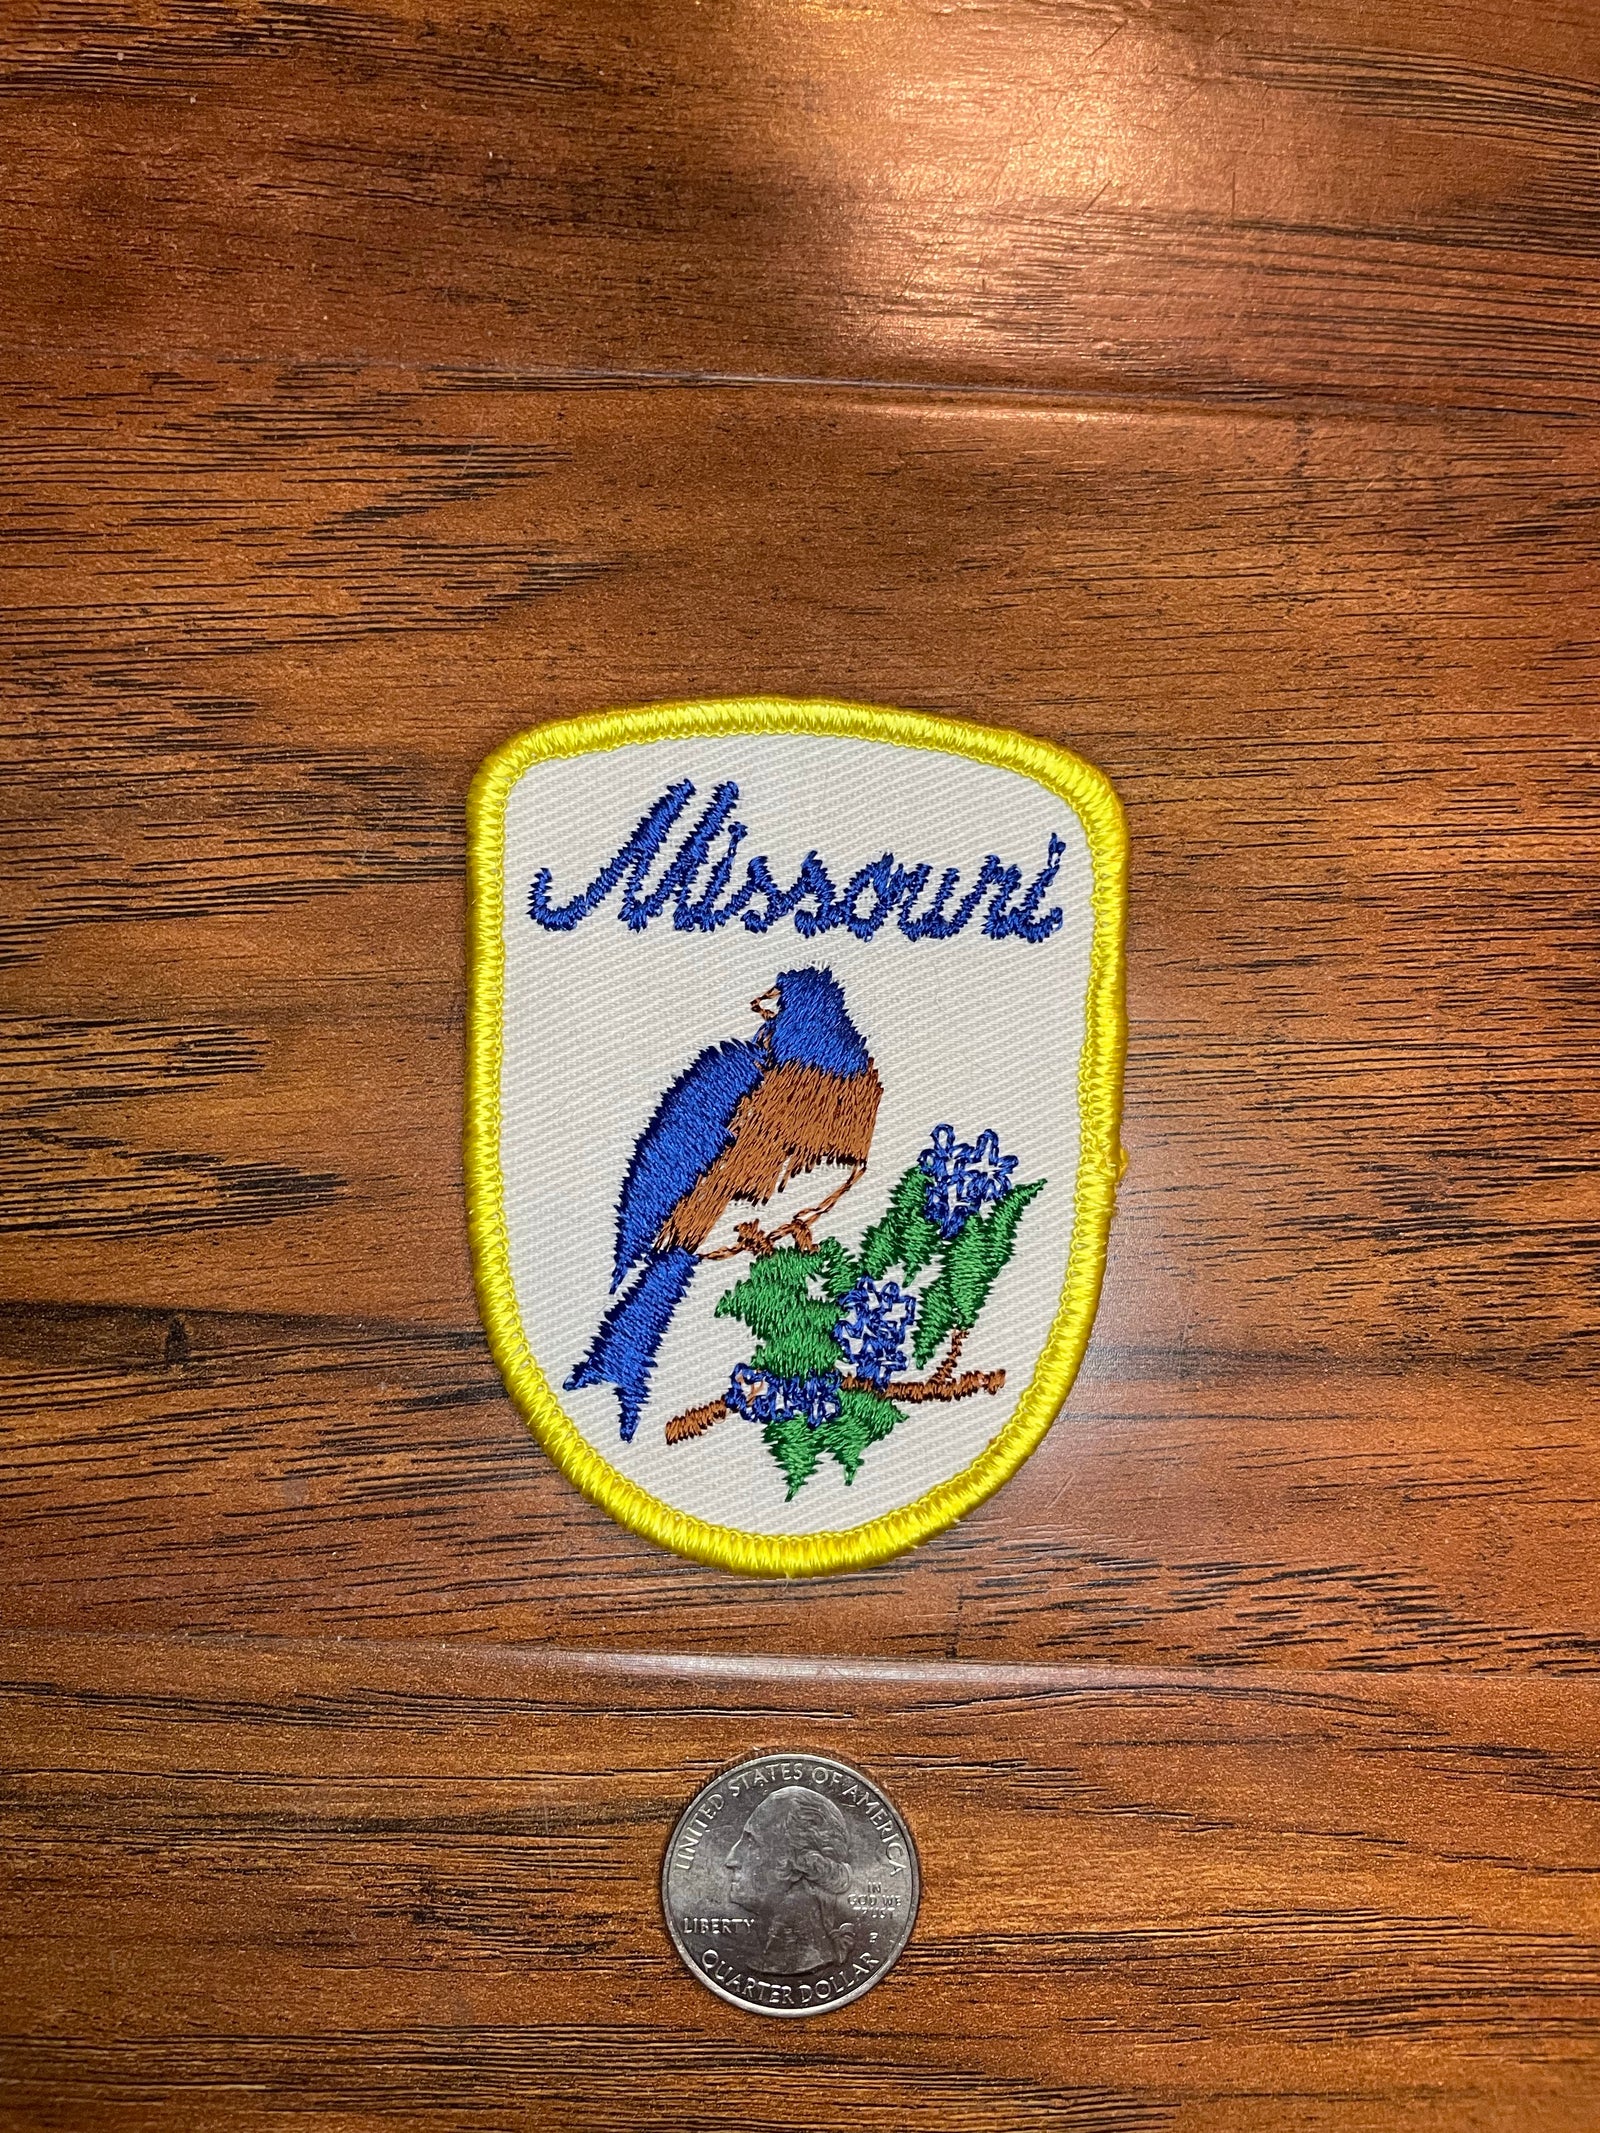 Missouri
UNITED STATES OF AMERICA
IN
GOD WE
TRUST
LIBERTY
P
QUARTER DOLLAR